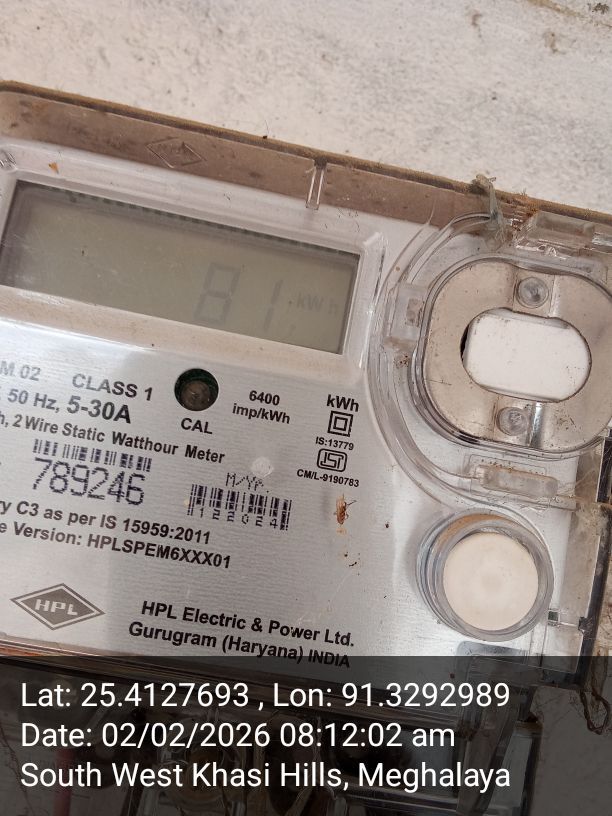 81 kWh
M 02 CLASS 1
50 Hz, 5-30A
6400
imp/kWh
kWh
CAL
IS:13779
h, 2 Wire Static Watthour Meter
CM/L-9190783
789246
M/YR
122024
y C3 as per IS 15959:2011
e Version: HPLSPEM6XXX01
HPL
HPL Electric & Power Ltd.
Gurugram (Haryana) INDIA
Lat: 25.4127693 , Lon: 91.3292989
Date: 02/02/2026 08:12:02 am
South West Khasi Hills, Meghalaya